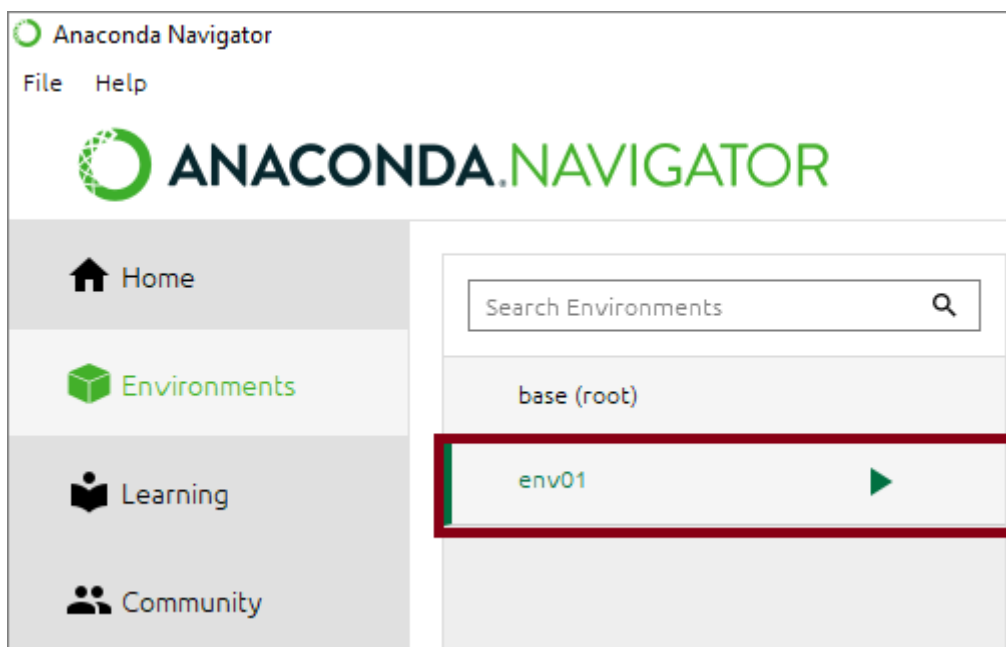 Anaconda Navigator
File Help
ANACONDA.NAVIGATOR
Home
Search Environments
base (root)
Environments
env01
Learning
Community